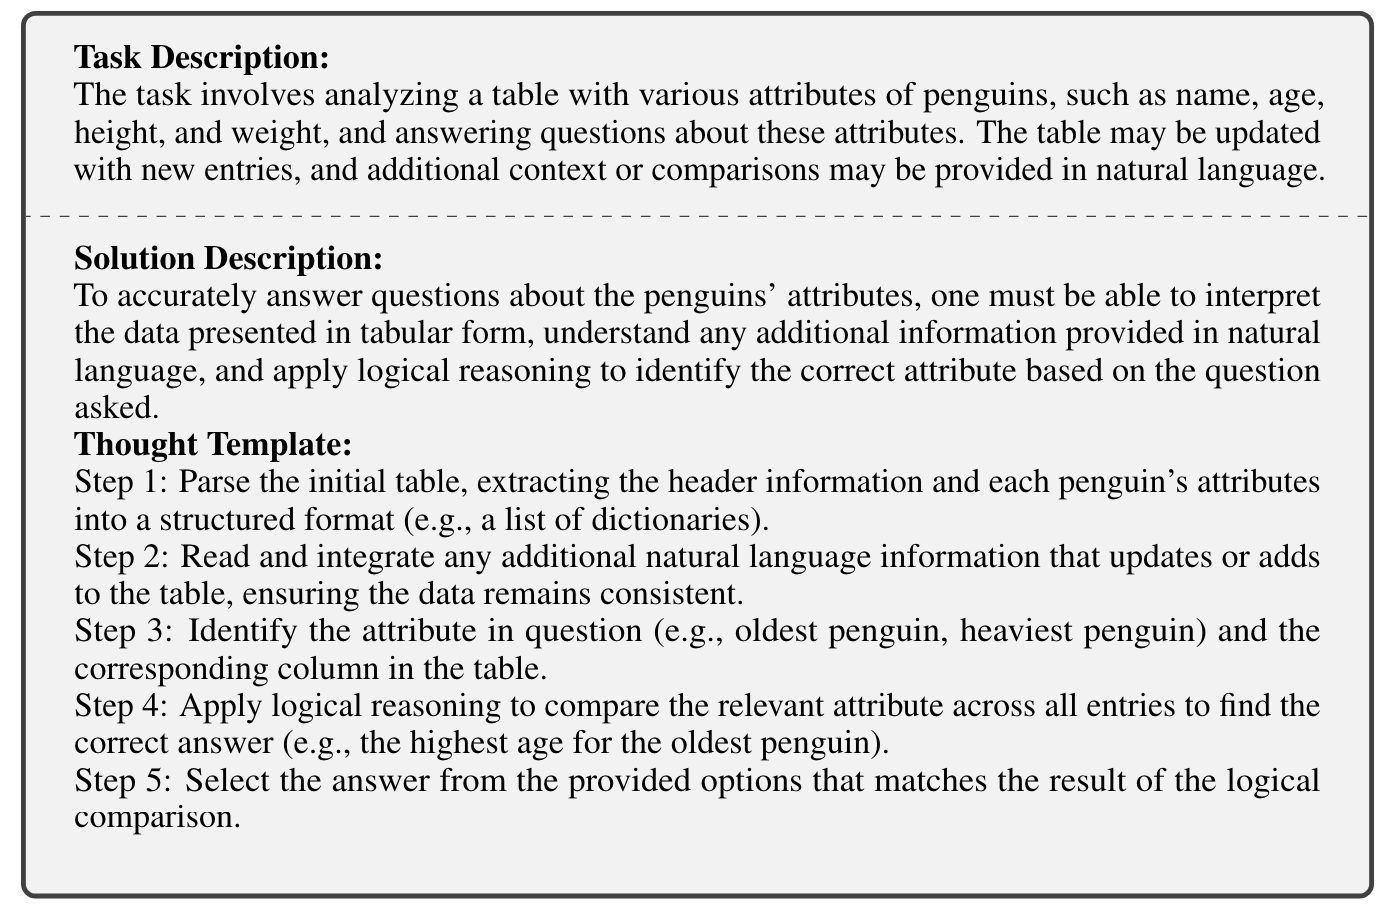 Task Description:
The task involves analyzing a table with various attributes of penguins, such as name, age,
height, and weight, and answering questions about these attributes. The table may be updated
with new entries, and additional context or comparisons may be provided in natural language.
Solution Description:
To accurately answer questions about the penguins’ attributes, one must be able to interpret
the data presented in tabular form, understand any additional information provided in natural
language, and apply logical reasoning to identify the correct attribute based on the question
asked.
Thought Template:
Step 1: Parse the initial table, extracting the header information and each penguin’s attributes
into a structured format (e.g., a list of dictionaries).
Step 2: Read and integrate any additional natural language information that updates or adds
to the table, ensuring the data remains consistent.
Step 3: Identify the attribute in question (e.g., oldest penguin, heaviest penguin) and the
corresponding column in the table.
Step 4: Apply logical reasoning to compare the relevant attribute across all entries to find the
correct answer (e.g., the highest age for the oldest penguin).
Step 5: Select the answer from the provided options that matches the result of the logical
comparison.